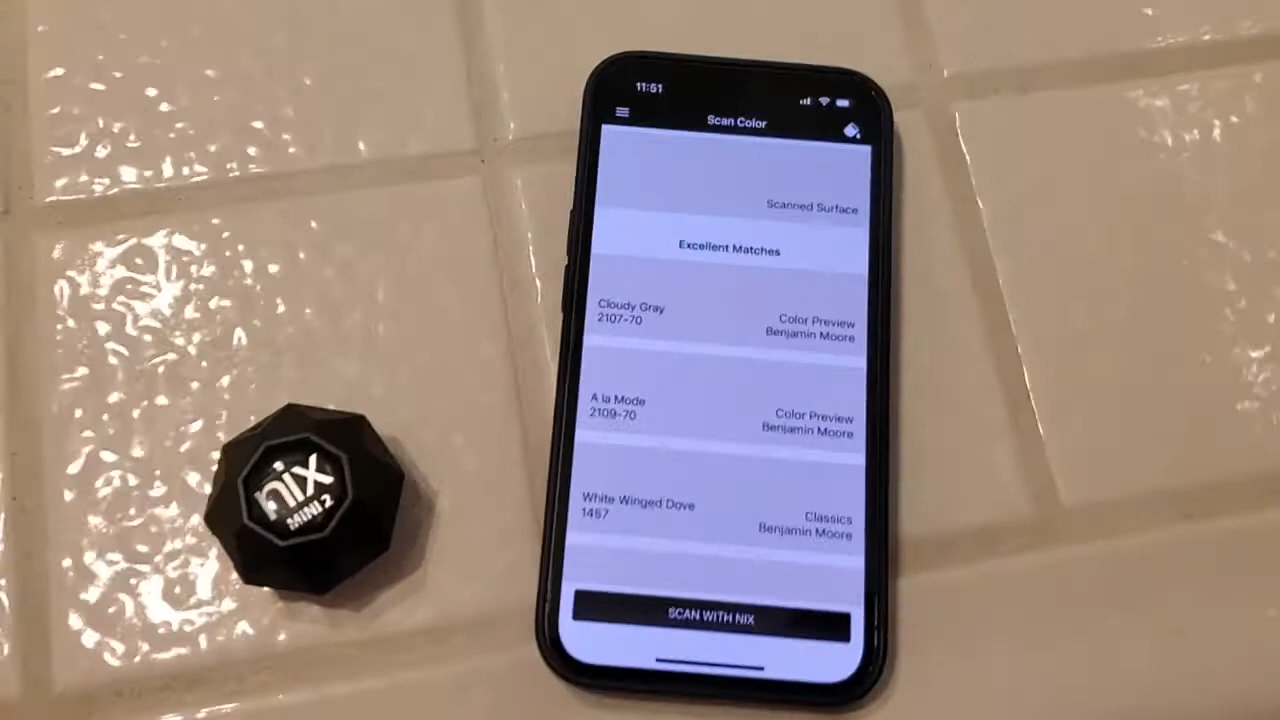 11:51
Scan Color
Scanned Surface
Excellent Matches
Cloudy Gray
2107-70
Color Preview
Benjamin Moore
A la Mode
2109-70
Color Preview
Benjamin Moore
White Winged Dove
1457
Classics
Benjamin Moore
SCAN WITH NIX
nix
MINI 2